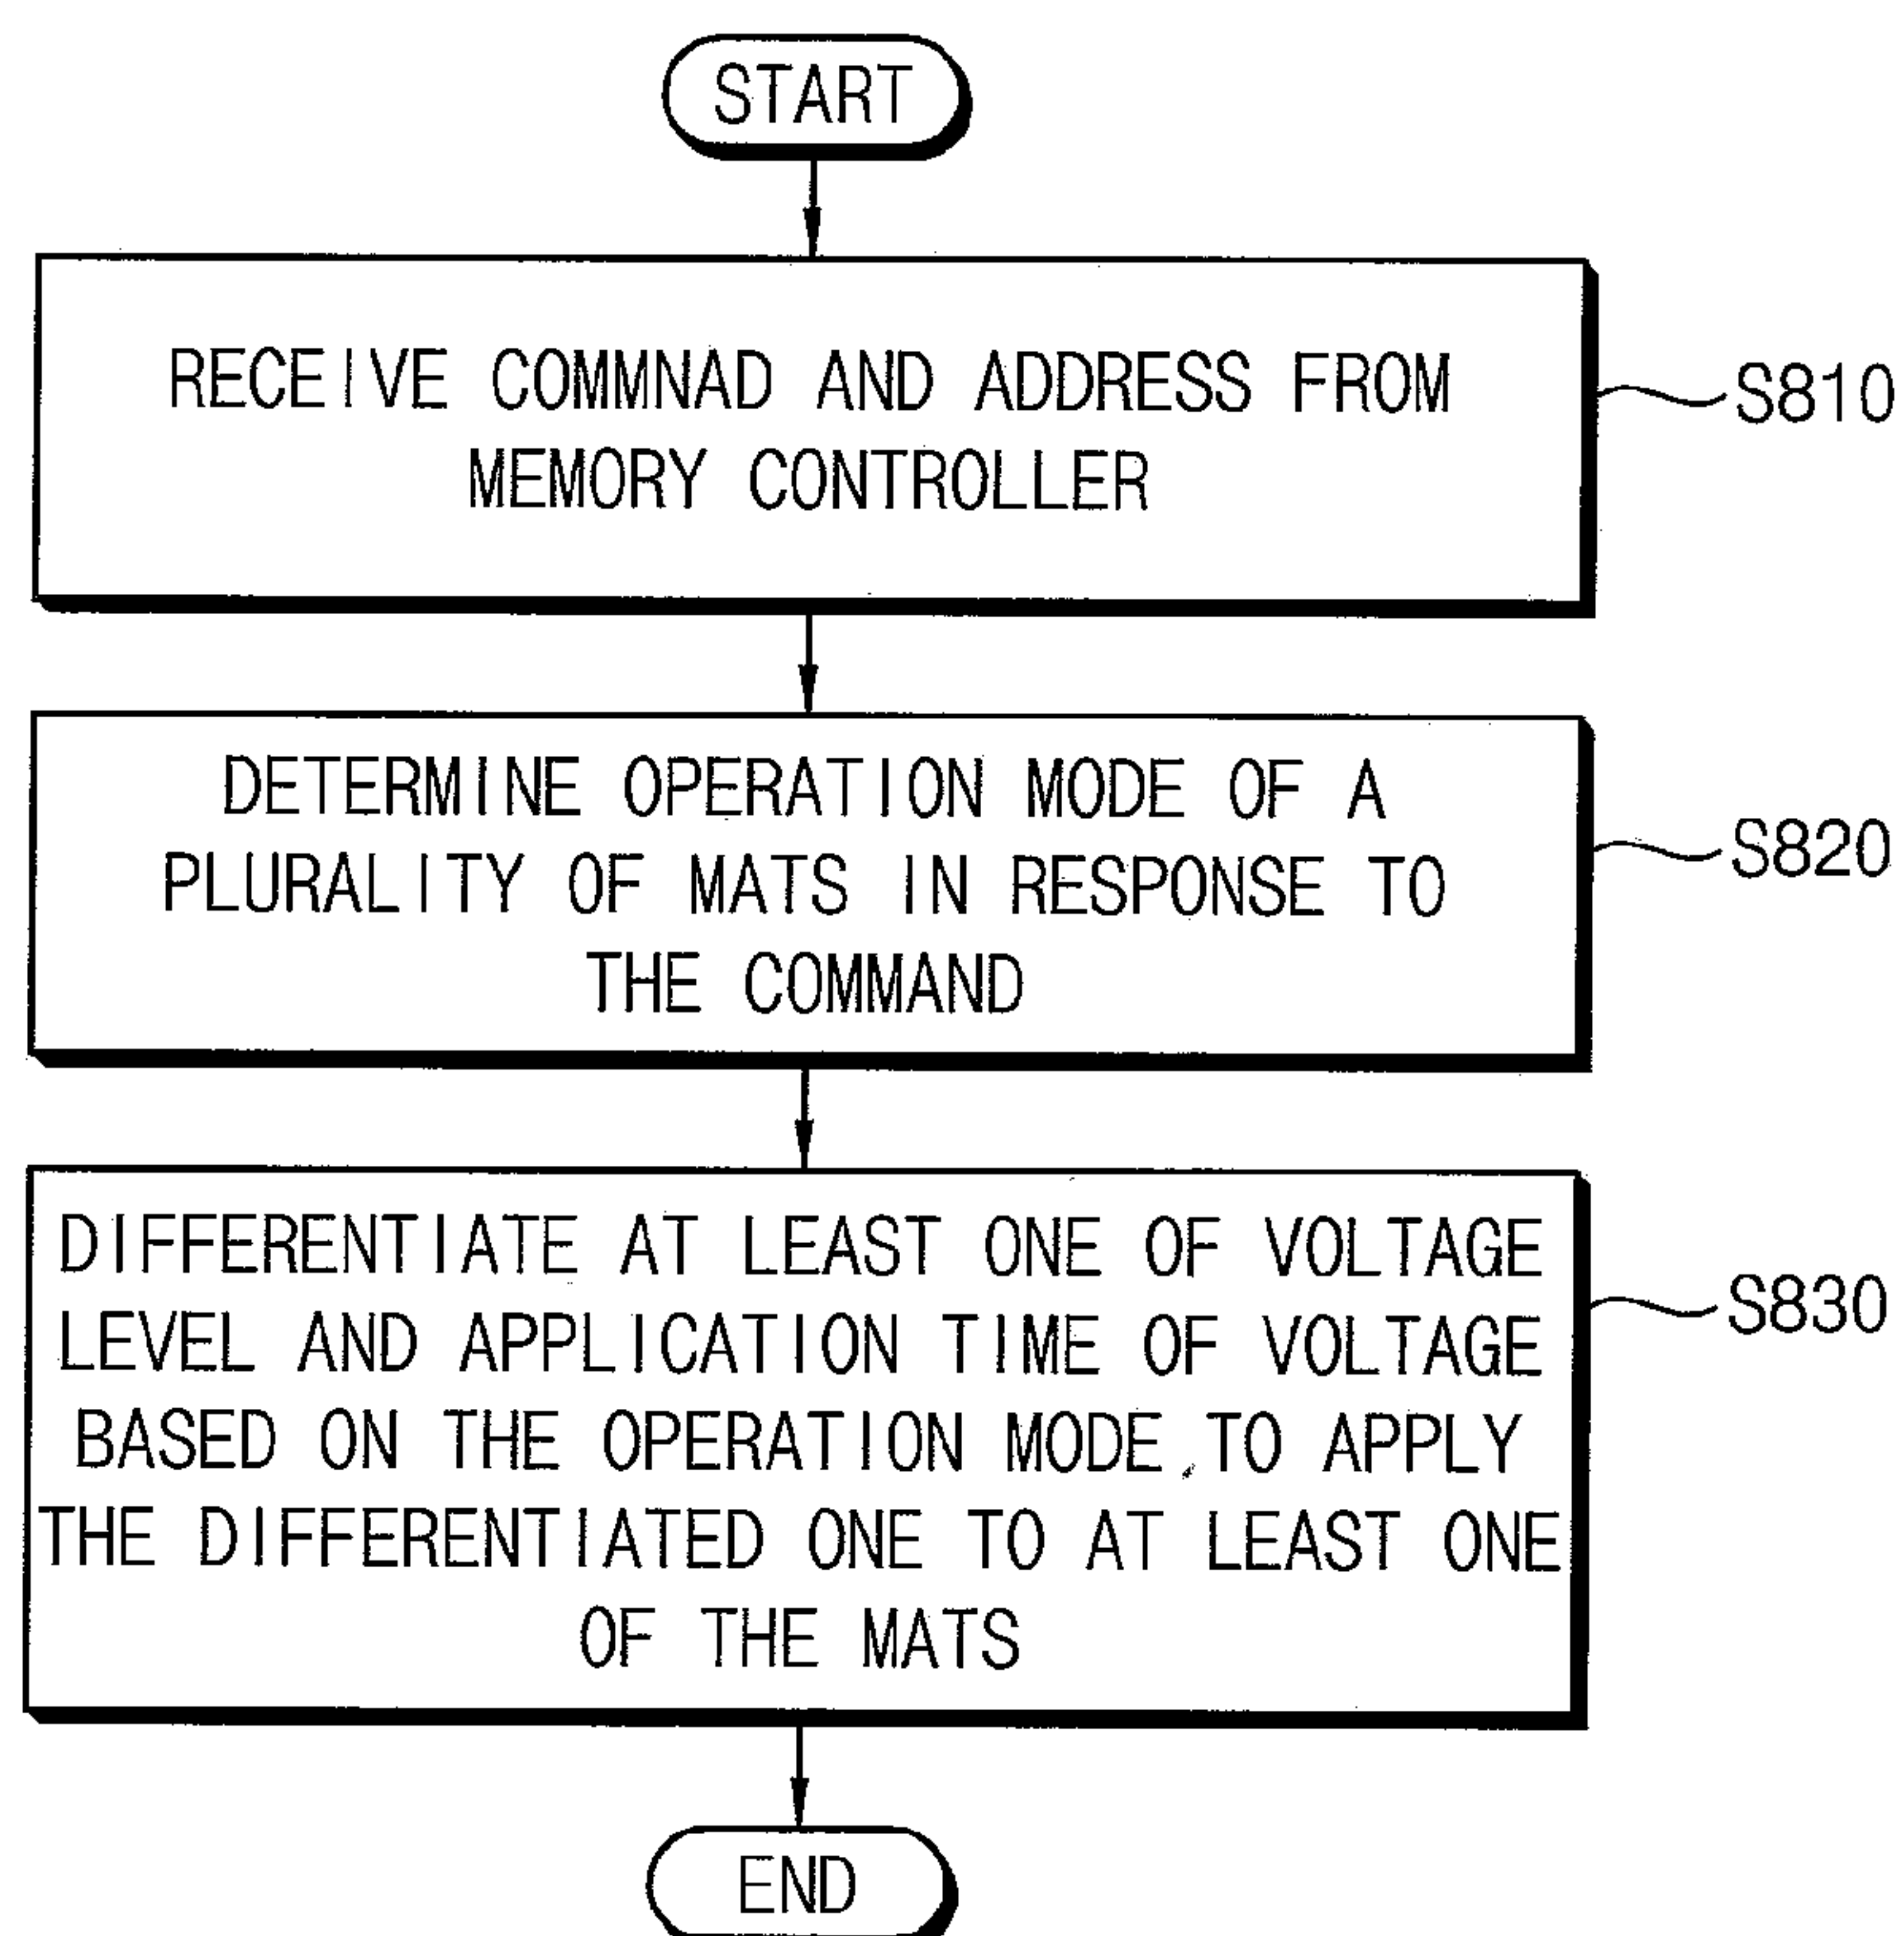 START
RECEIVE COMMNAD AND ADDRESS FROM
MEMORY CONTROLLER
S810
DETERMINE OPERATION MODE OF A
PLURALITY OF MATS IN RESPONSE TO
THE COMMAND
S820
DIFFERENTIATE AT LEAST ONE OF VOLTAGE
LEVEL AND APPLICATION TIME OF VOLTAGE
BASED ON THE OPERATION MODE TO APPLY
THE DIFFERENTIATED ONE TO AT LEAST ONE
OF THE MATS
S830
END